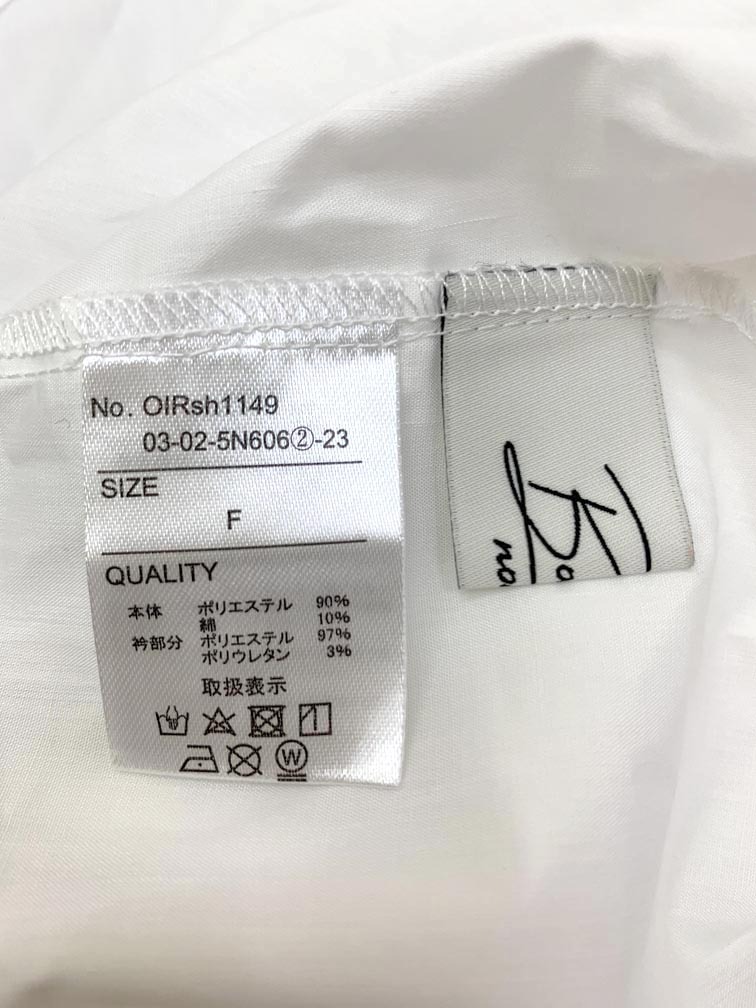 No. OIRsh1149
03-02-5N606②-23
SIZE
F
QUALITY
本体 ポリエステル 90%
綿 10%
衿部分 ポリエステル 97%
ポリウレタン 3%
取扱表示
W
no